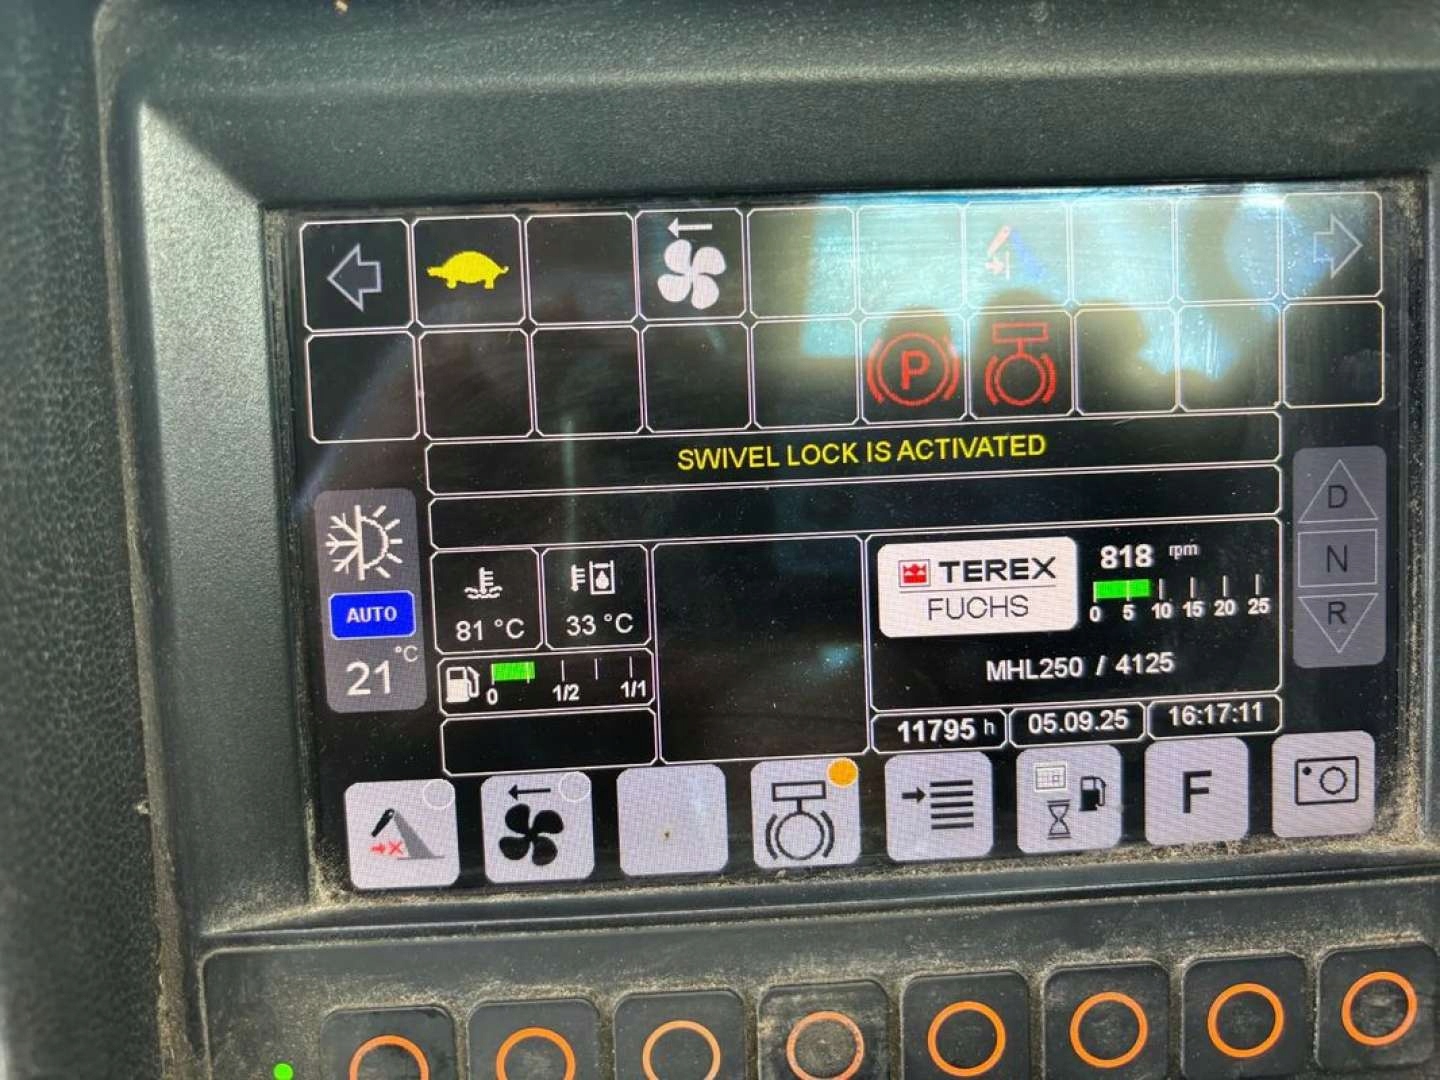 P
SWIVEL LOCK IS ACTIVATED
D
N
R
AUTO
21 °C
81 °C
33 °C
0 1/2 1/1
TEREX
FUCHS
818 rpm
0 5 10 15 20 25
MHL250 / 4125
11795 h
05.09.25
16:17:11
F